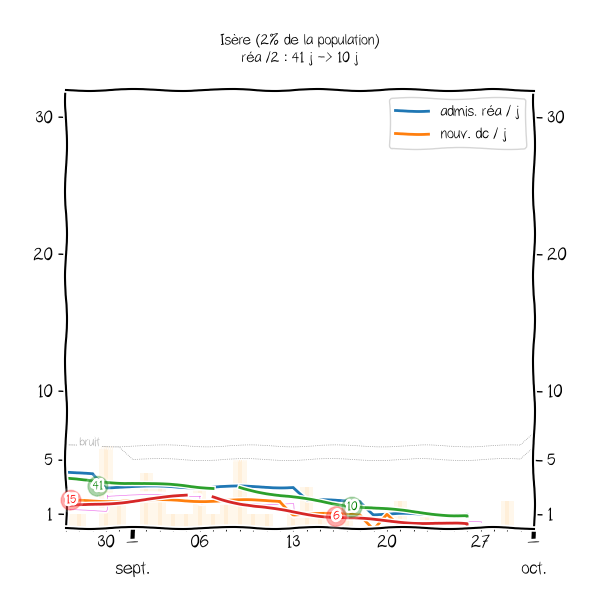 Isère (2% de la population)
réa /2 : 41 j -> 10 j
admis. réa / j
nouv. dc / j
30
30
20
20
10
10
bruit
5
5
41
15
10
6
1
1
30
06
13
20
27
sept.
oct.